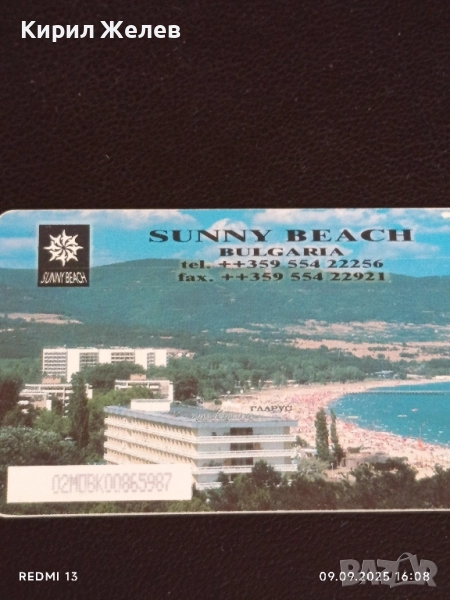 Кирил Желев
SUNNY BEACH
BULGARIA
tel. ++359 554 22256
fax. ++359 554 22921
SUNNY BEACH
ГЛАРУС
02MDBK00865987
BAZAR
REDMI 13
09.09.2025 16:08